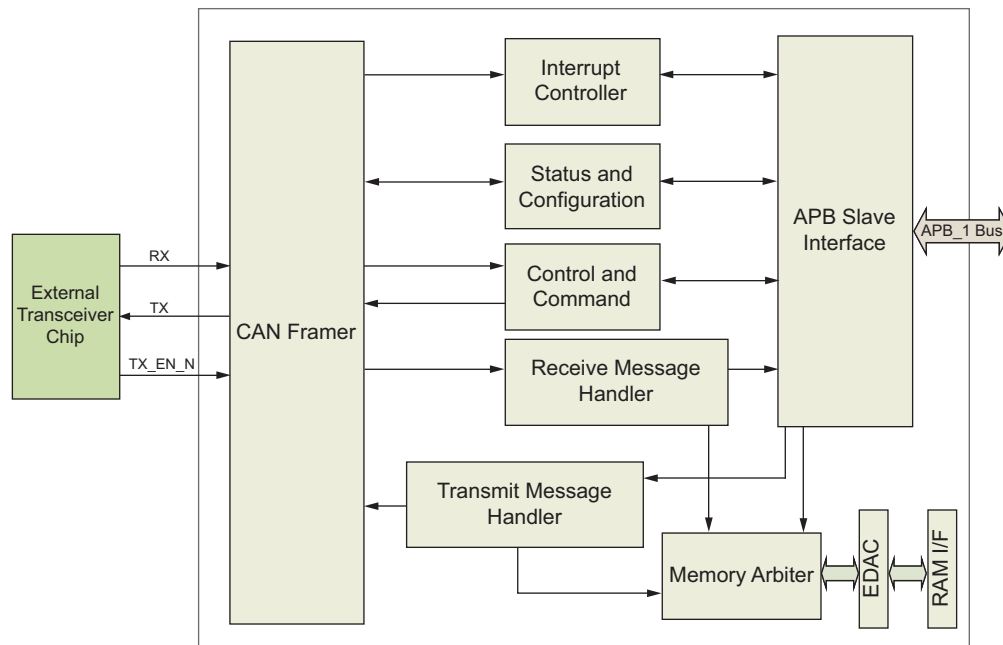 Interrupt
Controller
Status and
Configuration
APB Slave
Interface
APB_1 Bus
RX
External
Transceiver
Chip
TX
TX_EN_N
CAN Framer
Control and
Command
Receive Message
Handler
Transmit Message
Handler
Memory Arbiter
EDAC
RAM I/F